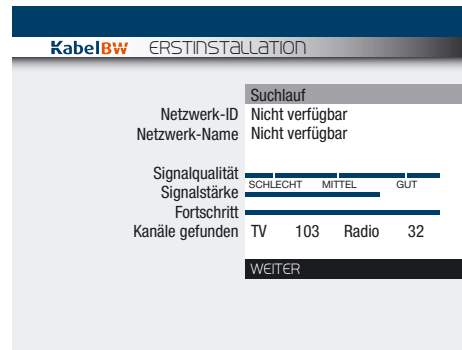 KabelBW ERSTINSTALLATION
Suchlauf
Netzwerk-ID Nicht verfügbar
Netzwerk-Name Nicht verfügbar
Signalqualität
SCHLECHT MITTEL GUT
Signalstärke
Fortschritt
Kanäle gefunden TV 103 Radio 32
WEITER